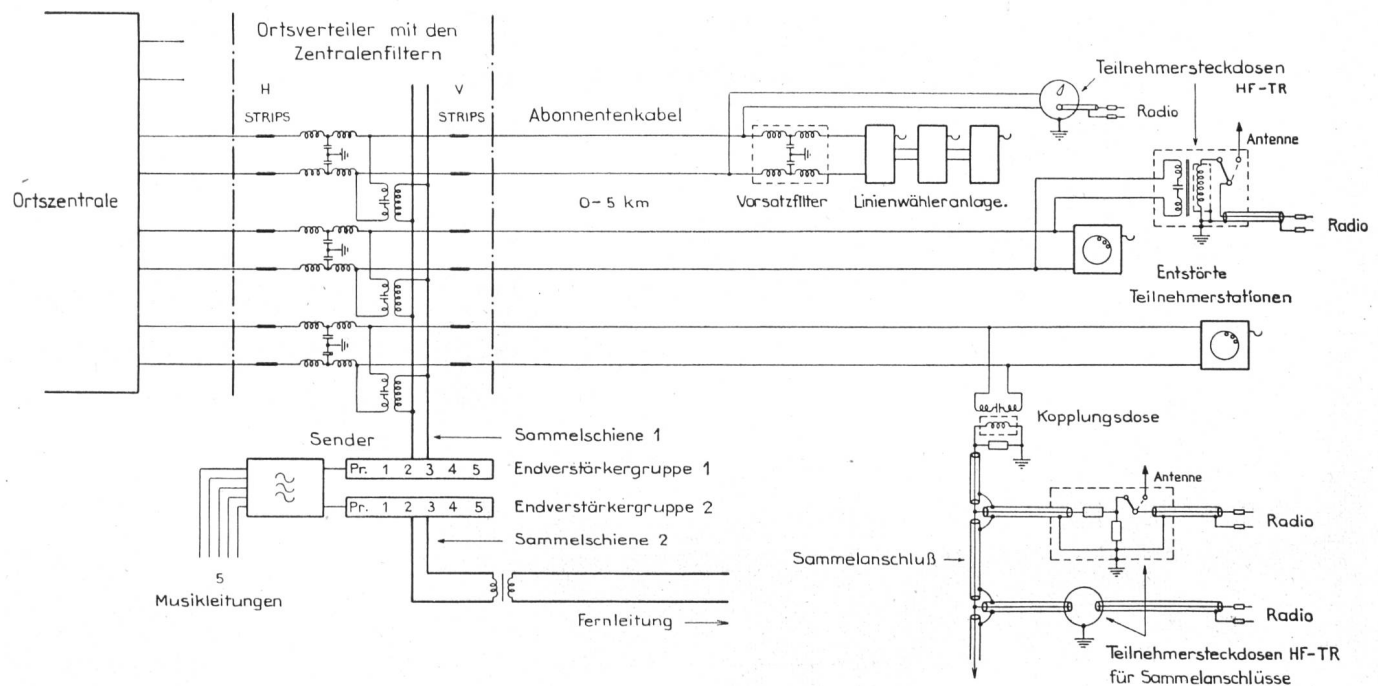 Ortsverteiler mit den
Zentralenfiltern
H
STRIPS
V
STRIPS
Abonnentenkabel
0-5 km
Ortszentrale
Vorsatzfilter
Linienwähleranlage.
Teilnehmersteckdosen
HF-TR
Radio
Antenne
Radio
Entstörte
Teilnehmerstationen
Kopplungsdose
Sender
Sammelschiene 1
Pr. 1 2 3 4 5
Endverstärkergruppe 1
Pr. 1 2 3 4 5
Endverstärkergruppe 2
Sammelschiene 2
5
Musikleitungen
Fernleitung
Antenne
Radio
Sammelanschluß
Radio
Teilnehmersteckdosen HF-TR
für Sammelanschlüsse